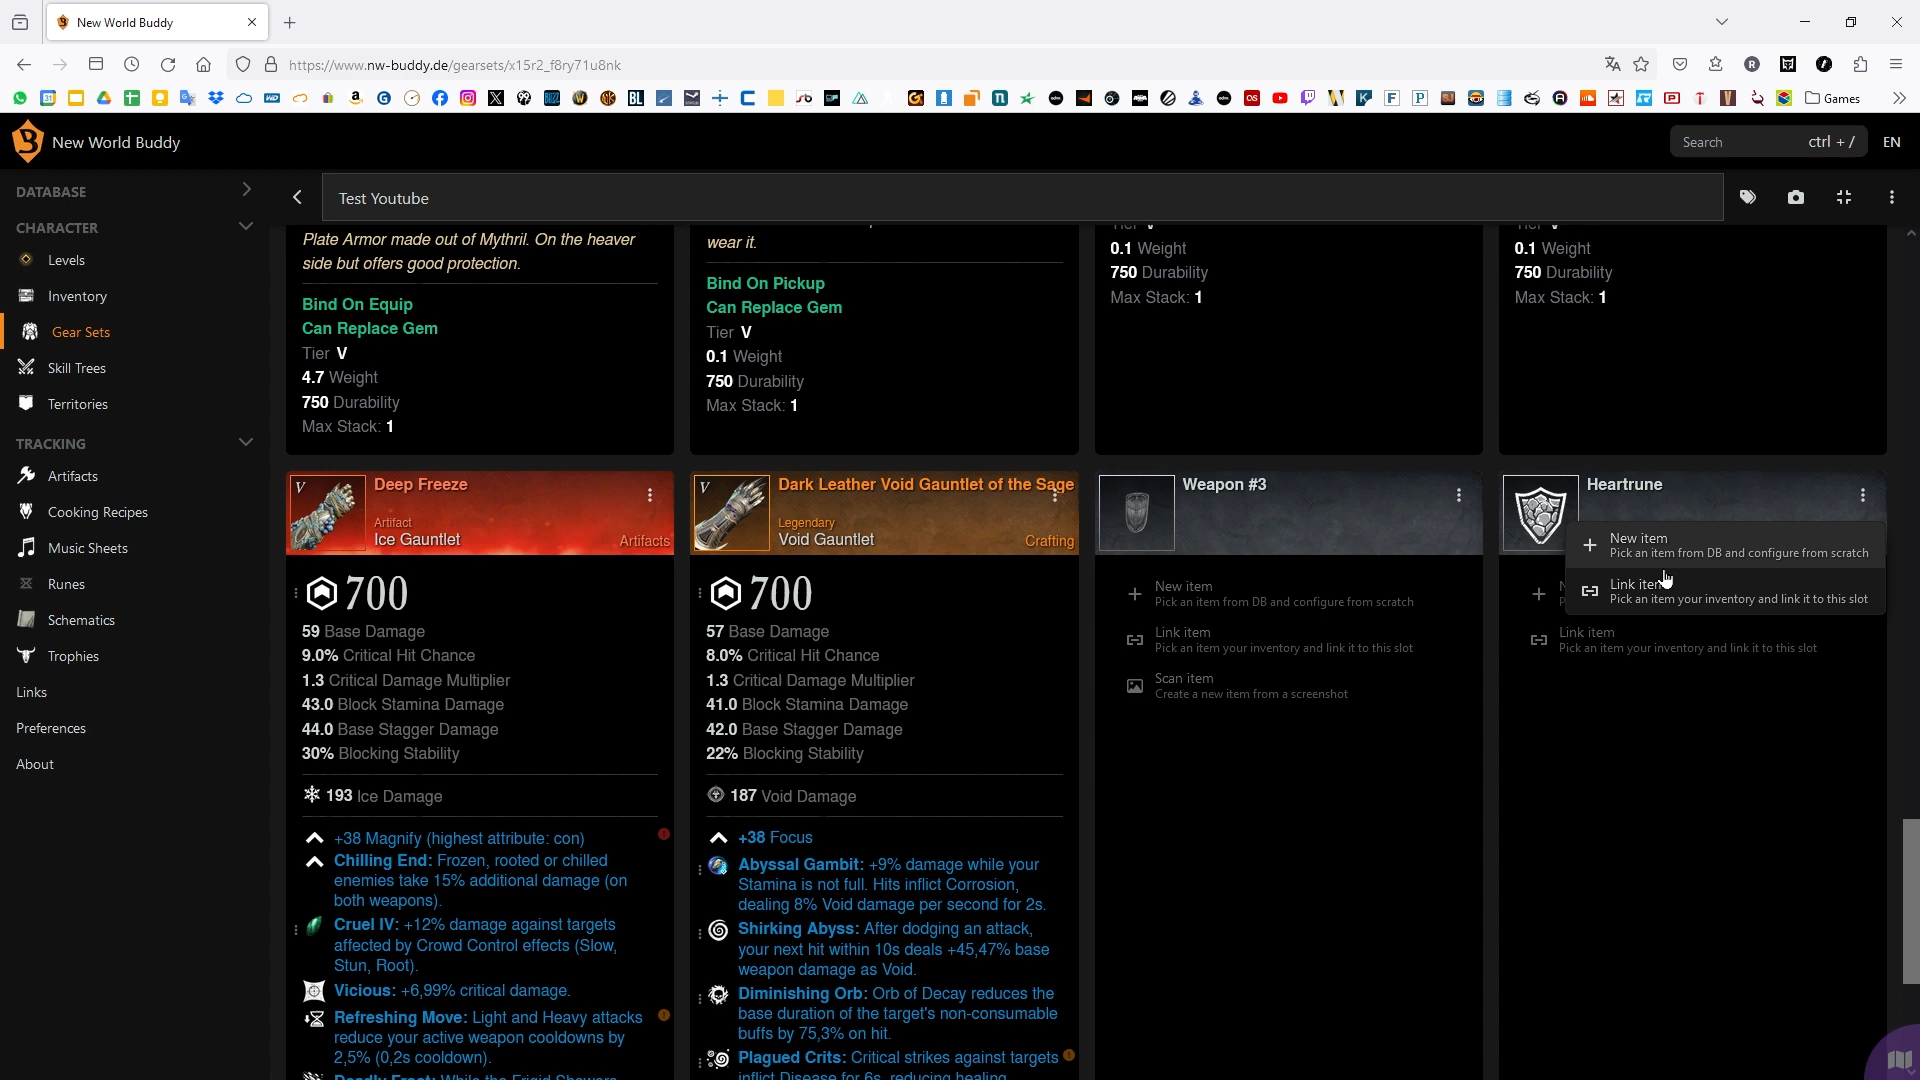 New World Buddy
https://www.nw-buddy.de/gearsets/x15r2_f8ry71u8nk
Games
New World Buddy
Search ctrl + /
EN
DATABASE
CHARACTER
Levels
Inventory
Gear Sets
Skill Trees
Territories
TRACKING
Artifacts
Cooking Recipes
Music Sheets
Runes
Schematics
Trophies
Links
Preferences
About
Test Youtube
Plate Armor made out of Mythril. On the heaver
side but offers good protection.
Bind On Equip
Can Replace Gem
Tier V
4.7 Weight
750 Durability
Max Stack: 1
wear it.
Bind On Pickup
Can Replace Gem
Tier V
0.1 Weight
750 Durability
Max Stack: 1
0.1 Weight
750 Durability
Max Stack: 1
0.1 Weight
750 Durability
Max Stack: 1
V
Deep Freeze
Artifact
Ice Gauntlet
Artifacts
700
59 Base Damage
9.0% Critical Hit Chance
1.3 Critical Damage Multiplier
43.0 Block Stamina Damage
44.0 Base Stagger Damage
30% Blocking Stability
193 Ice Damage
+38 Magnify (highest attribute: con)
Chilling End: Frozen, rooted or chilled
enemies take 15% additional damage (on
both weapons).
Cruel IV: +12% damage against targets
affected by Crowd Control effects (Slow,
Stun, Root).
Vicious: +6,99% critical damage.
Refreshing Move: Light and Heavy attacks
reduce your active weapon cooldowns by
2,5% (0,2s cooldown).
Deadly Frost: While the Frigid Showers
V
Dark Leather Void Gauntlet of the Sage
Legendary
Void Gauntlet
Crafting
700
57 Base Damage
8.0% Critical Hit Chance
1.3 Critical Damage Multiplier
41.0 Block Stamina Damage
42.0 Base Stagger Damage
22% Blocking Stability
187 Void Damage
+38 Focus
Abyssal Gambit: +9% damage while your
Stamina is not full. Hits inflict Corrosion,
dealing 8% Void damage per second for 2s.
Shirking Abyss: After dodging an attack,
your next hit within 10s deals +45,47% base
weapon damage as Void.
Diminishing Orb: Orb of Decay reduces the
base duration of the target's non-consumable
buffs by 75,3% on hit.
Plagued Crits: Critical strikes against targets
inflict Disease for 6s, reducing healing
Weapon #3
New item
Pick an item from DB and configure from scratch
Link item
Pick an item your inventory and link it to this slot
Scan item
Create a new item from a screenshot
Heartrune
New item
Pick an item from DB and configure from scratch
Link item
Pick an item your inventory and link it to this slot
Link item
Pick an item your inventory and link it to this slot